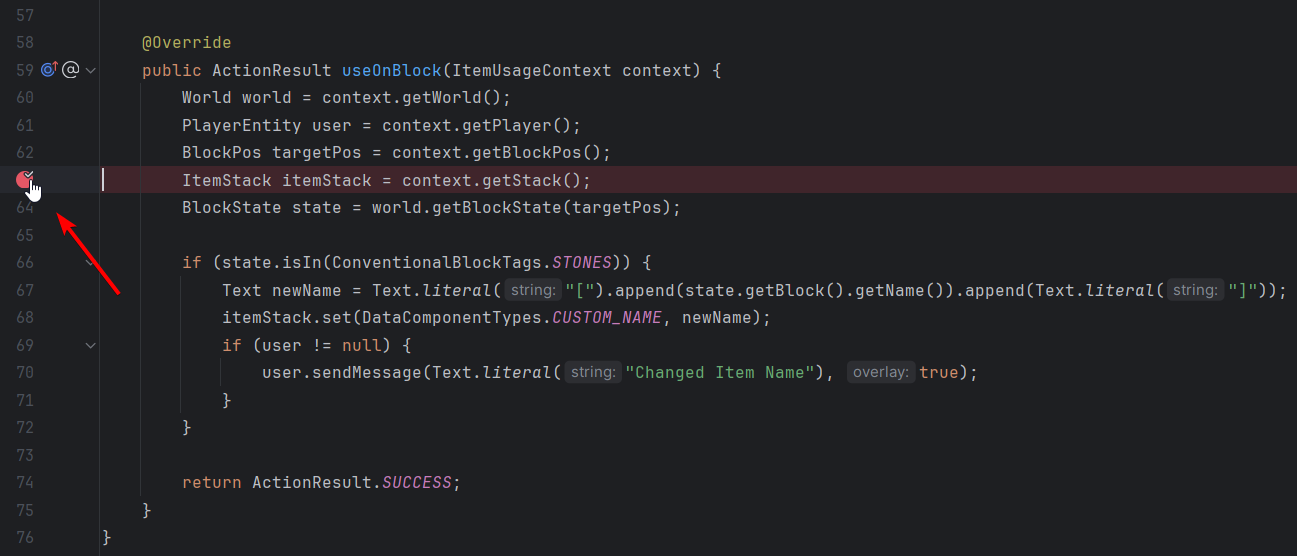 57
58 @Override
59 @ public ActionResult useOnBlock(ItemUsageContext context) {
60 World world = context.getWorld();
61 PlayerEntity user = context.getPlayer();
62 BlockPos targetPos = context.getBlockPos();
ItemStack itemStack = context.getStack();
64 BlockState state = world.getBlockState(targetPos);
65
66 if (state.isIn(ConventionalBlockTags.STONES)) {
67 Text newName = Text.literal( string: "[").append(state.getBlock().getName()).append(Text.literal( string: "]"));
68 itemStack.set(DataComponentTypes.CUSTOM_NAME, newName);
69 if (user != null) {
70 user.sendMessage(Text.literal( string: "Changed Item Name"), overlay: true);
71 }
72 }
73
74 return ActionResult.SUCCESS;
75 }
76 }